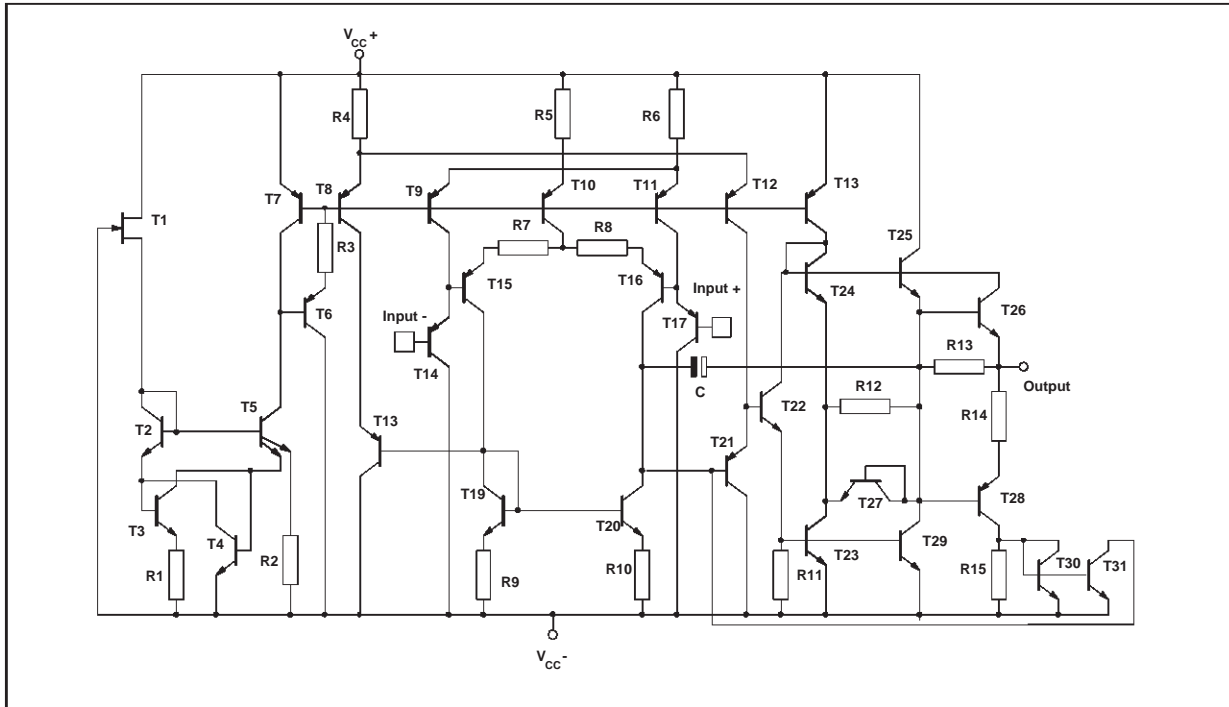 VCC+
R4
R5
R6
T7
T8
T9
T10
T11
T12
T13
T1
R3
R7
R8
T25
T6
T15
T16
Input +
T24
T26
Input -
T17
T14
R13
Output
C
R12
R14
T2
T5
T13
T22
T21
T27
T28
T3
T4
T19
T20
T23
T29
T30
T31
R1
R2
R9
R10
R11
R15
VCC-